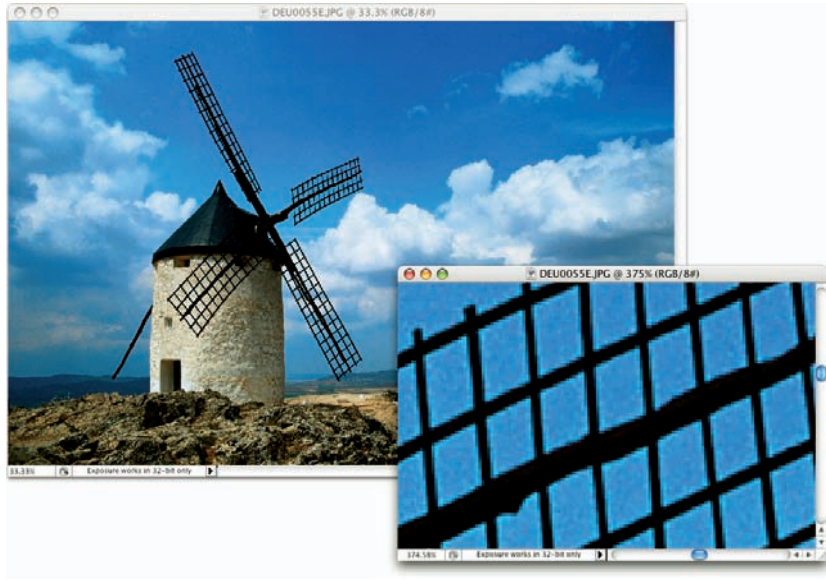 DEU0055E.JPG @ 33.3% (RGB/8#)
DEU0055E.JPG @ 375% (RGB/8#)
33.33% Exposure works in 32-bit only
374.58% Exposure works in 32-bit only